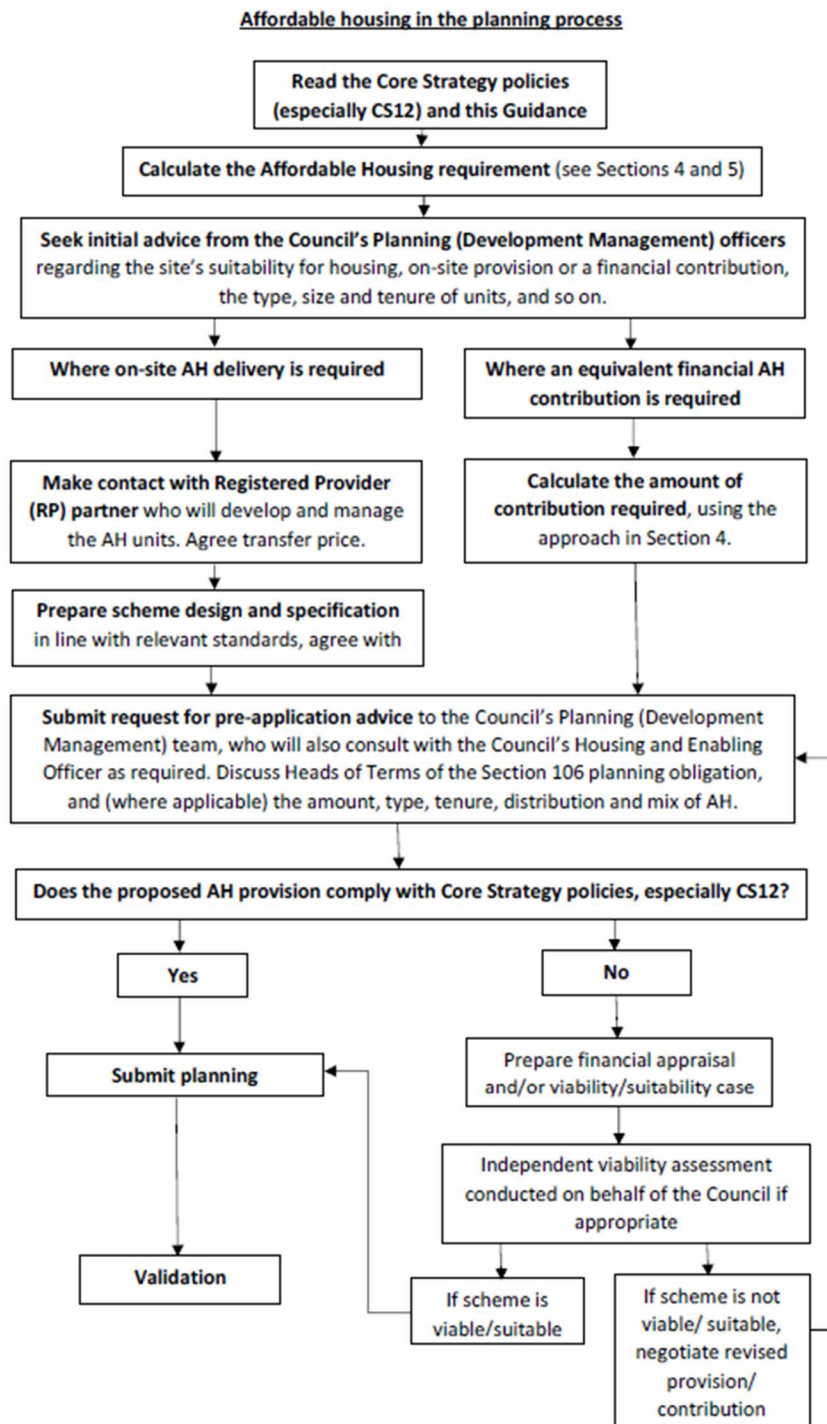 Affordable housing in the planning process
Read the Core Strategy policies
(especially CS12) and this Guidance
Calculate the Affordable Housing requirement (see Sections 4 and 5)
Seek initial advice from the Council's Planning (Development Management) officers
regarding the site's suitability for housing, on-site provision or a financial contribution,
the type, size and tenure of units, and so on.
Where on-site AH delivery is required
Where an equivalent financial AH
contribution is required
Make contact with Registered Provider
(RP) partner who will develop and manage
the AH units. Agree transfer price.
Calculate the amount of
contribution required, using the
approach in Section 4.
Prepare scheme design and specification
in line with relevant standards, agree with
Submit request for pre-application advice to the Council's Planning (Development
Management) team, who will also consult with the Council's Housing and Enabling
Officer as required. Discuss Heads of Terms of the Section 106 planning obligation,
and (where applicable) the amount, type, tenure, distribution and mix of AH.
Does the proposed AH provision comply with Core Strategy policies, especially CS12?
Yes
No
Submit planning
Prepare financial appraisal
and/or viability/suitability case
Independent viability assessment
conducted on behalf of the Council if
appropriate
Validation
If scheme is
viable/suitable
If scheme is not
viable/ suitable,
negotiate revised
provision/
contribution